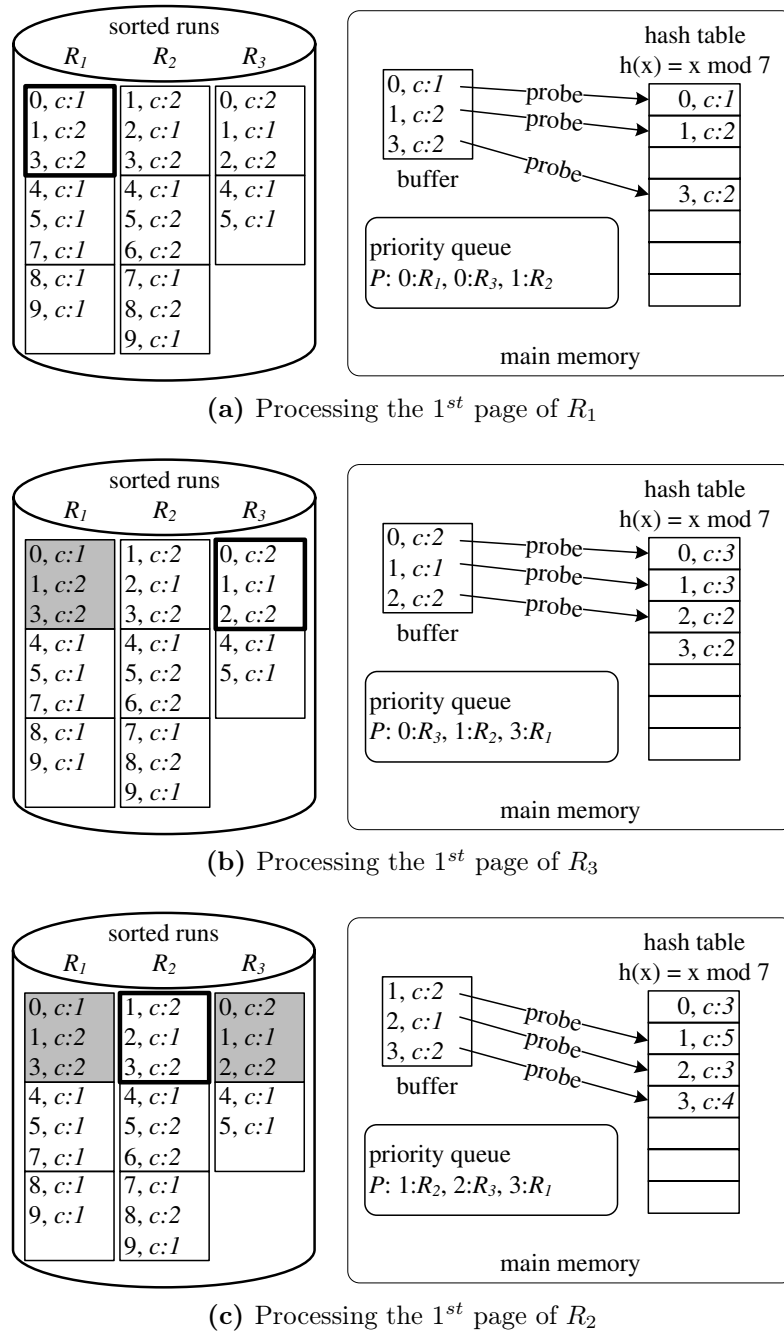 sorted runs
R1 R2 R3
0, c:1 1, c:2 0, c:2
1, c:2 2, c:1 1, c:1
3, c:2 3, c:2 2, c:2
4, c:1 4, c:1 4, c:1
5, c:1 5, c:2 5, c:1
7, c:1 6, c:2
8, c:1 7, c:1
9, c:1 8, c:2
9, c:1
hash table
h(x) = x mod 7
0, c:1
1, c:2
3, c:2
buffer
probe
probe
probe
0, c:1
1, c:2
3, c:2
priority queue
P: 0:R1, 0:R3, 1:R2
main memory
(a) Processing the 1st page of R1
sorted runs
R1 R2 R3
0, c:1 1, c:2 0, c:2
1, c:2 2, c:1 1, c:1
3, c:2 3, c:2 2, c:2
4, c:1 4, c:1 4, c:1
5, c:1 5, c:2 5, c:1
7, c:1 6, c:2
8, c:1 7, c:1
9, c:1 8, c:2
9, c:1
hash table
h(x) = x mod 7
0, c:2
1, c:1
2, c:2
buffer
probe
probe
probe
0, c:3
1, c:3
2, c:2
3, c:2
priority queue
P: 0:R3, 1:R2, 3:R1
main memory
(b) Processing the 1st page of R3
sorted runs
R1 R2 R3
0, c:1 1, c:2 0, c:2
1, c:2 2, c:1 1, c:1
3, c:2 3, c:2 2, c:2
4, c:1 4, c:1 4, c:1
5, c:1 5, c:2 5, c:1
7, c:1 6, c:2
8, c:1 7, c:1
9, c:1 8, c:2
9, c:1
hash table
h(x) = x mod 7
1, c:2
2, c:1
3, c:2
buffer
probe
probe
probe
0, c:3
1, c:5
2, c:3
3, c:4
priority queue
P: 1:R2, 2:R3, 3:R1
main memory
(c) Processing the 1st page of R2